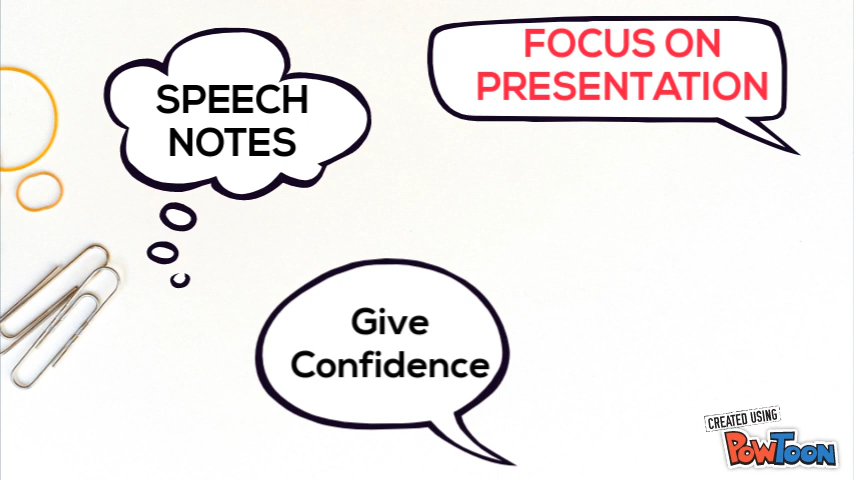 SPEECH
NOTES
FOCUS ON
PRESENTATION
Give
Confidence
CREATED USING
POWTOON